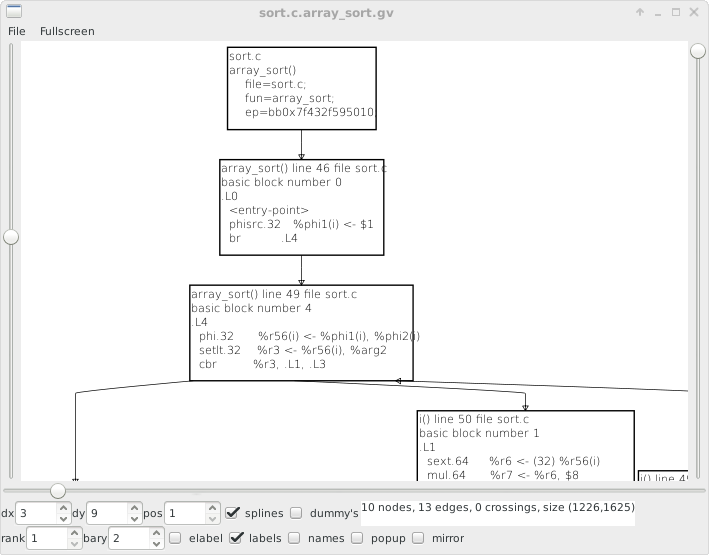 sort.c.array_sort.gv
File Fullscreen
sort.c
array_sort()
file=sort.c;
fun=array_sort;
ep=bb0x7f432f595010;
array_sort() line 46 file sort.c
basic block number 0
.L0
<entry-point>
phisrc.32 %phi1(i) <- $1
br .L4
array_sort() line 49 file sort.c
basic block number 4
.L4
phi.32 %r56(i) <- %phi1(i), %phi2(i)
setlt.32 %r3 <- %r56(i), %arg2
cbr %r3, .L1, .L3
i() line 50 file sort.c
basic block number 1
.L1
sext.64 %r6 <- (32) %r56(i)
mul.64 %r7 <- %r6, $8
i() line
dx 3 dy 9 pos 1 splines dummy's 10 nodes, 13 edges, 0 crossings, size (1226,1625)
rank 1 bary 2 elabel labels names popup mirror